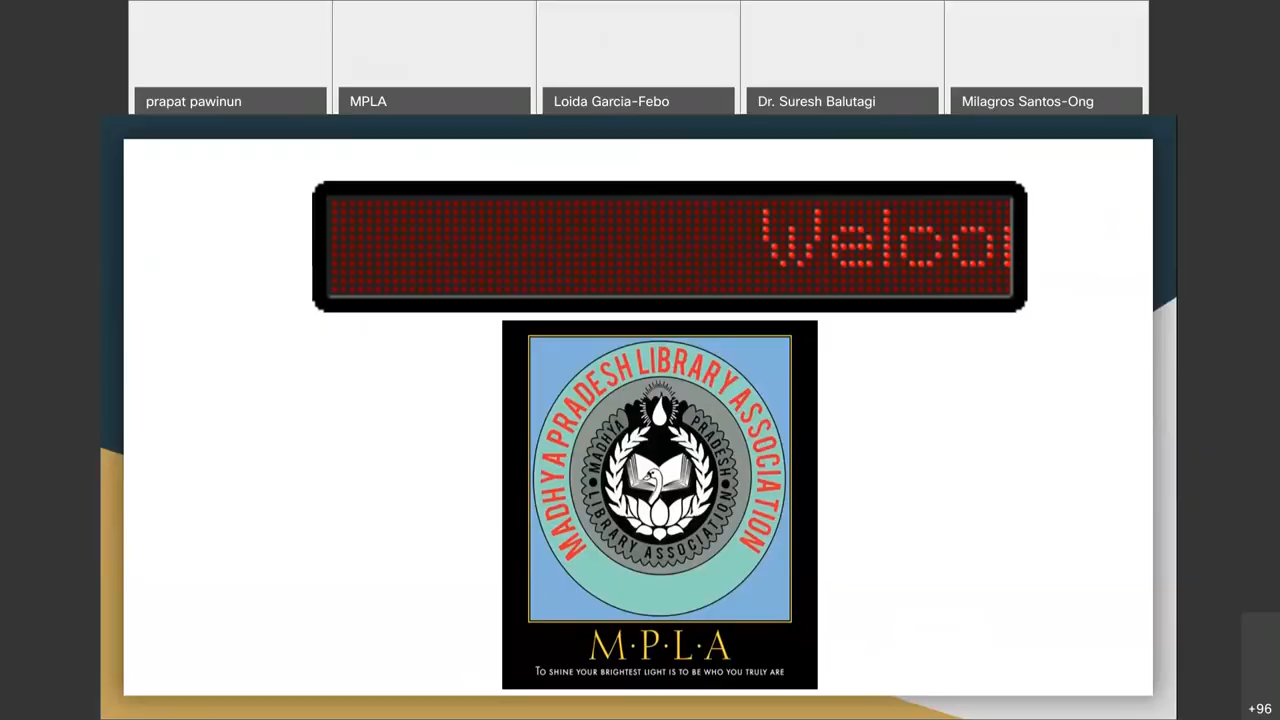 prapat pawinun
MPLA
Loida Garcia-Febo
Dr. Suresh Balutagi
Milagros Santos-Ong
Welco
MADHYA PRADESH LIBRARY ASSOCIATION
MADHYA PRADESH
LIBRARY ASSOCIATION
M·P·L·A
TO SHINE YOUR BRIGHTEST LIGHT IS TO BE WHO YOU TRULY ARE
+96